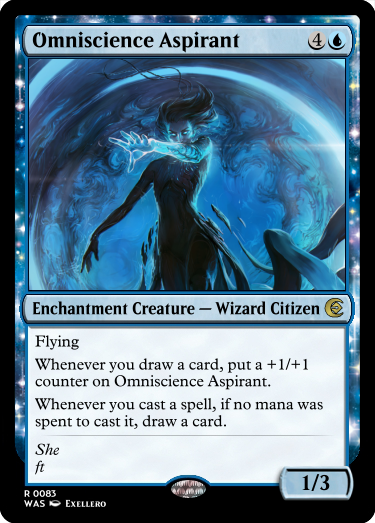 Omniscience Aspirant 4
Enchantment Creature — Wizard Citizen
Flying
Whenever you draw a card, put a +1/+1
counter on Omniscience Aspirant.
Whenever you cast a spell, if no mana was
spent to cast it, draw a card.
She
ft
1/3
R 0083
WAS Exellero